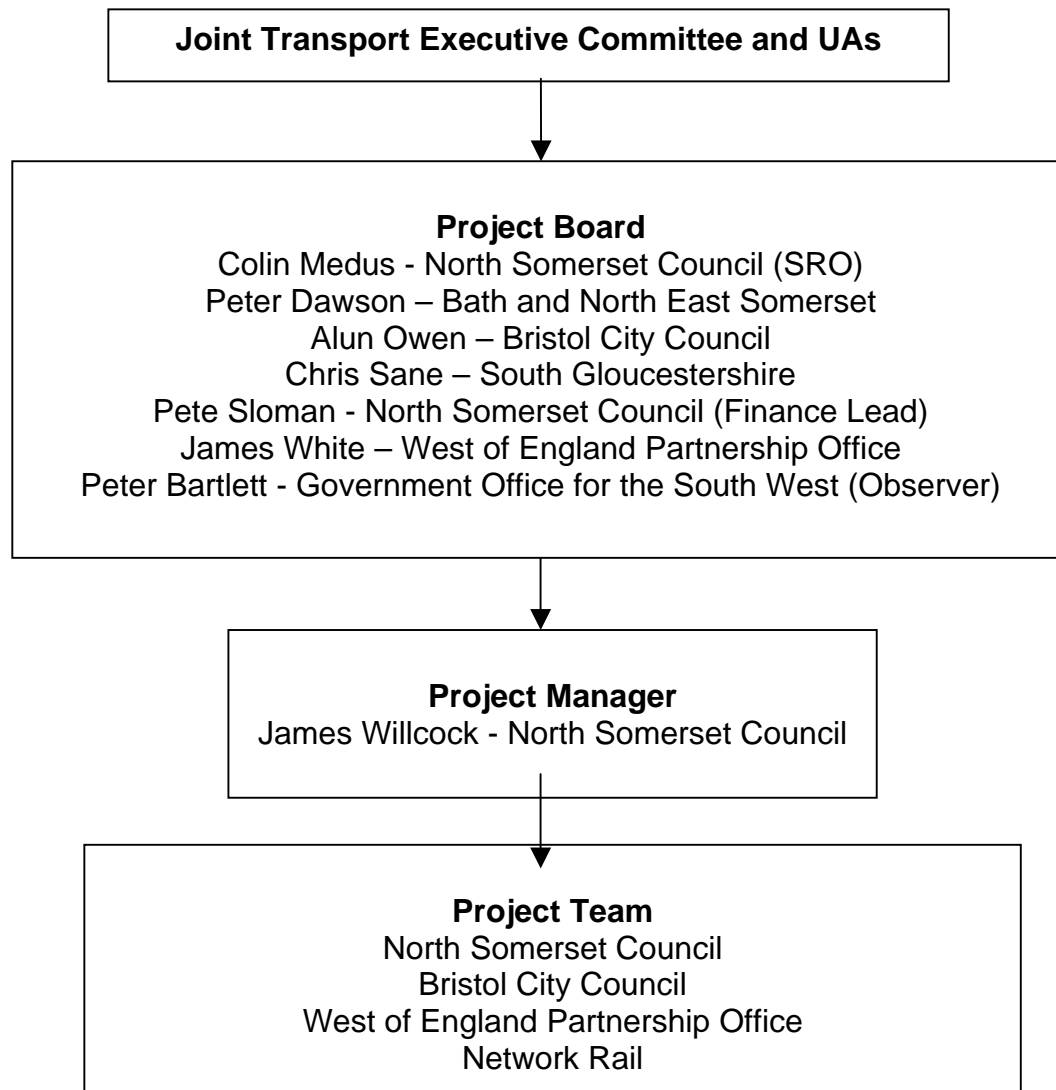 Joint Transport Executive Committee and UAs
Project Board
Colin Medus - North Somerset Council (SRO)
Peter Dawson – Bath and North East Somerset
Alun Owen – Bristol City Council
Chris Sane – South Gloucestershire
Pete Sloman - North Somerset Council (Finance Lead)
James White – West of England Partnership Office
Peter Bartlett - Government Office for the South West (Observer)
Project Manager
James Willcock - North Somerset Council
Project Team
North Somerset Council
Bristol City Council
West of England Partnership Office
Network Rail